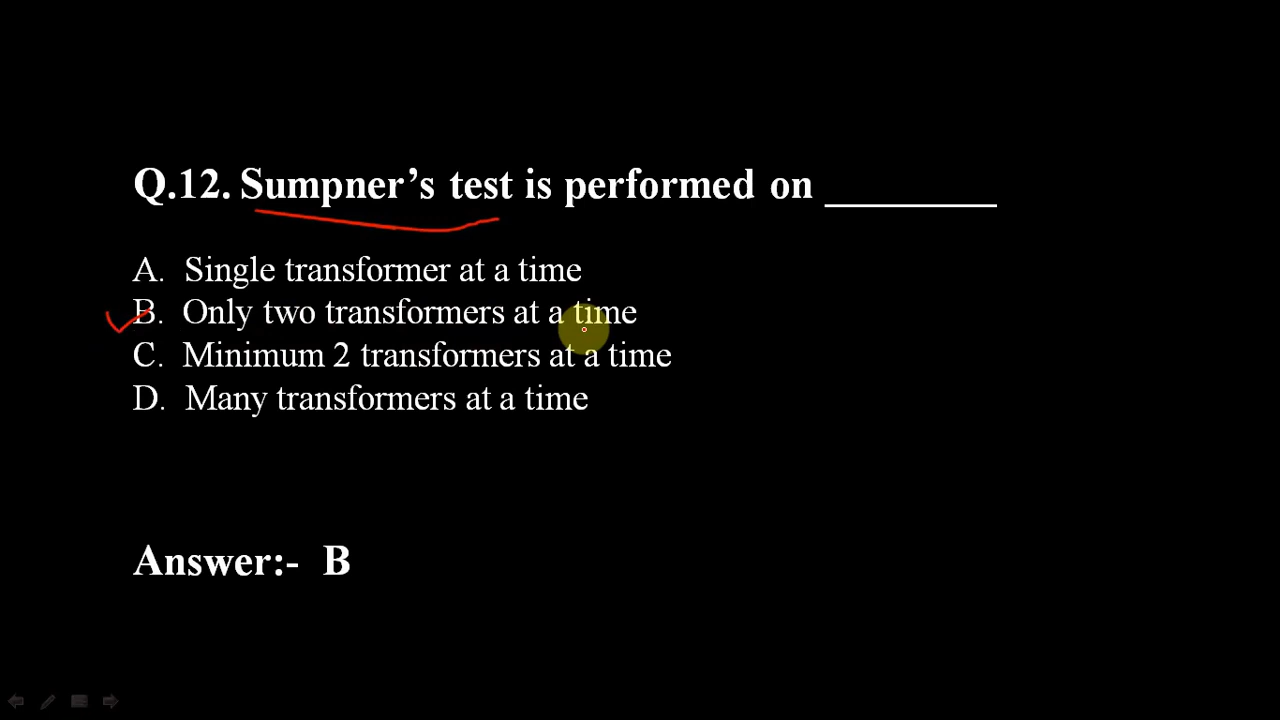 Q.12. Sumpner’s test is performed on ________
A. Single transformer at a time
B. Only two transformers at a time
C. Minimum 2 transformers at a time
D. Many transformers at a time
Answer:- B